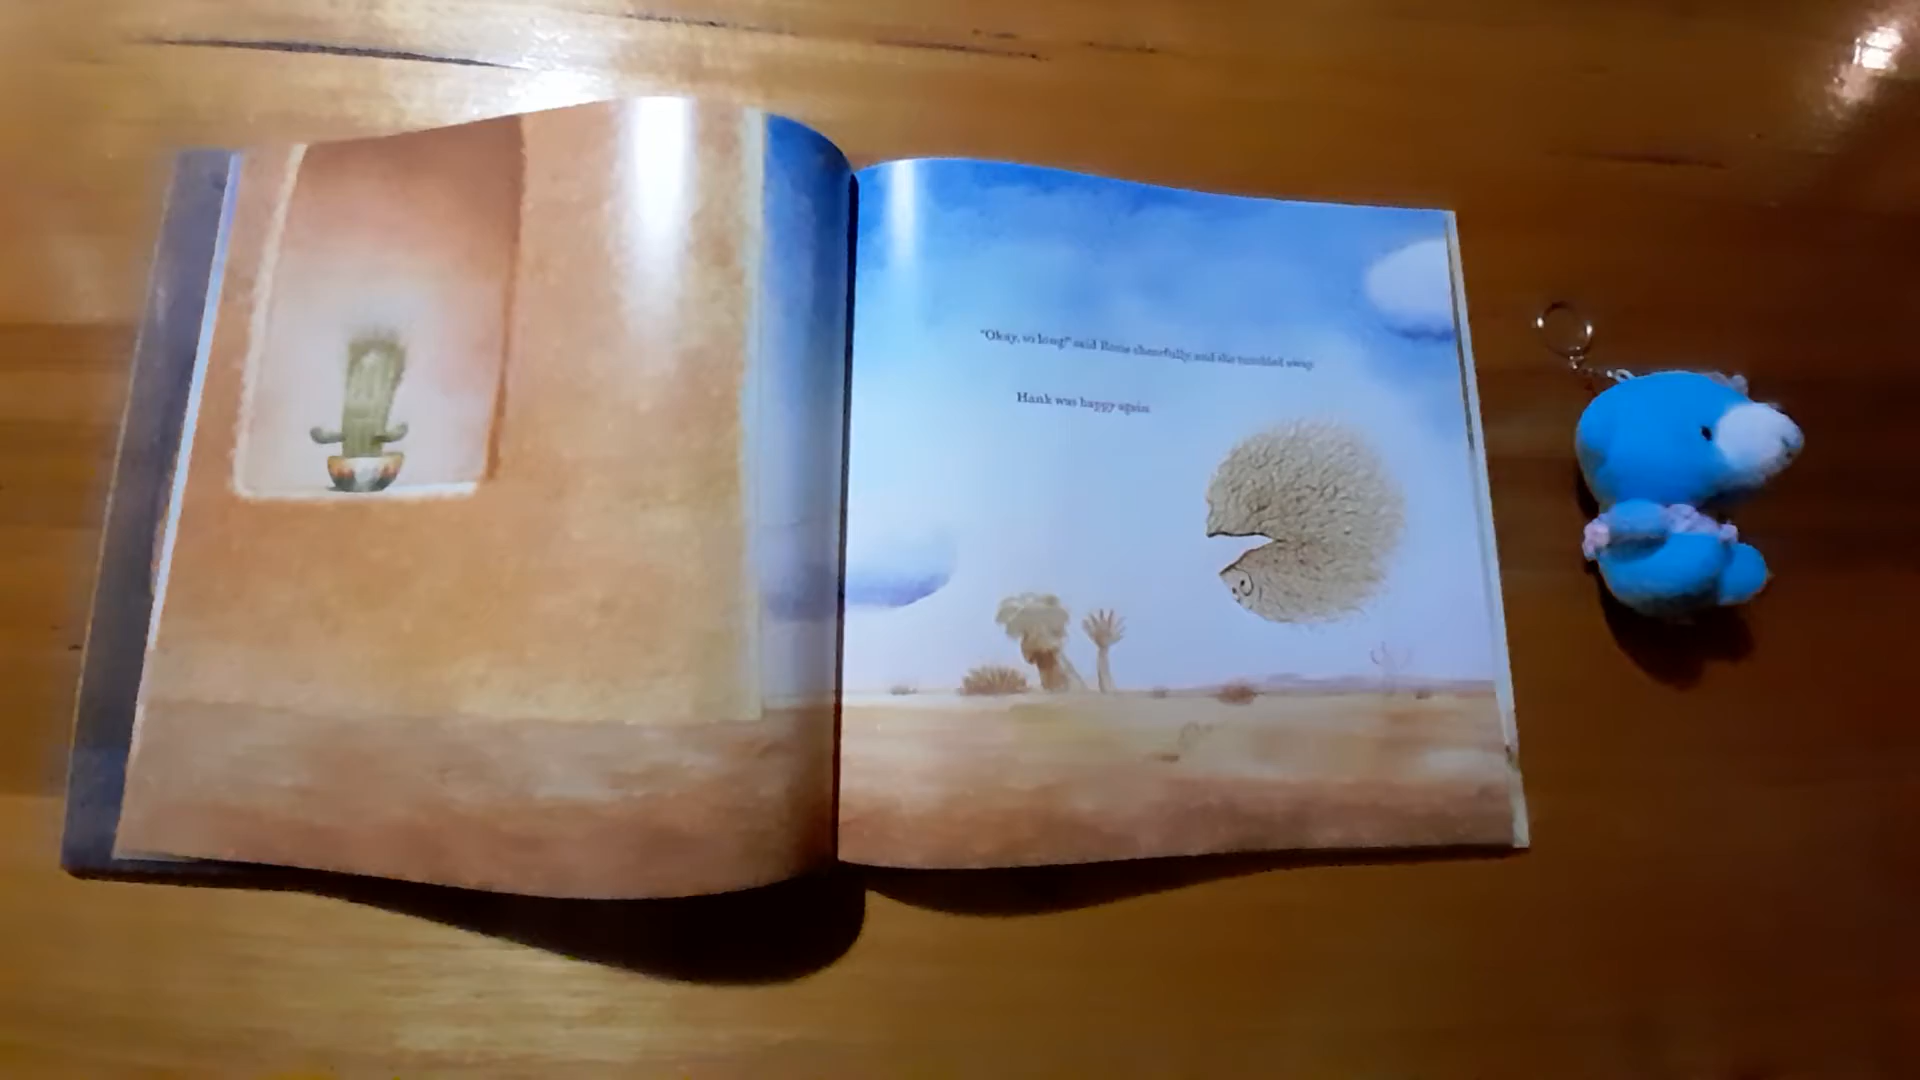 "Okay, so long!" said Rosie cheerfully, and she tumbled away.
Hank was happy again.